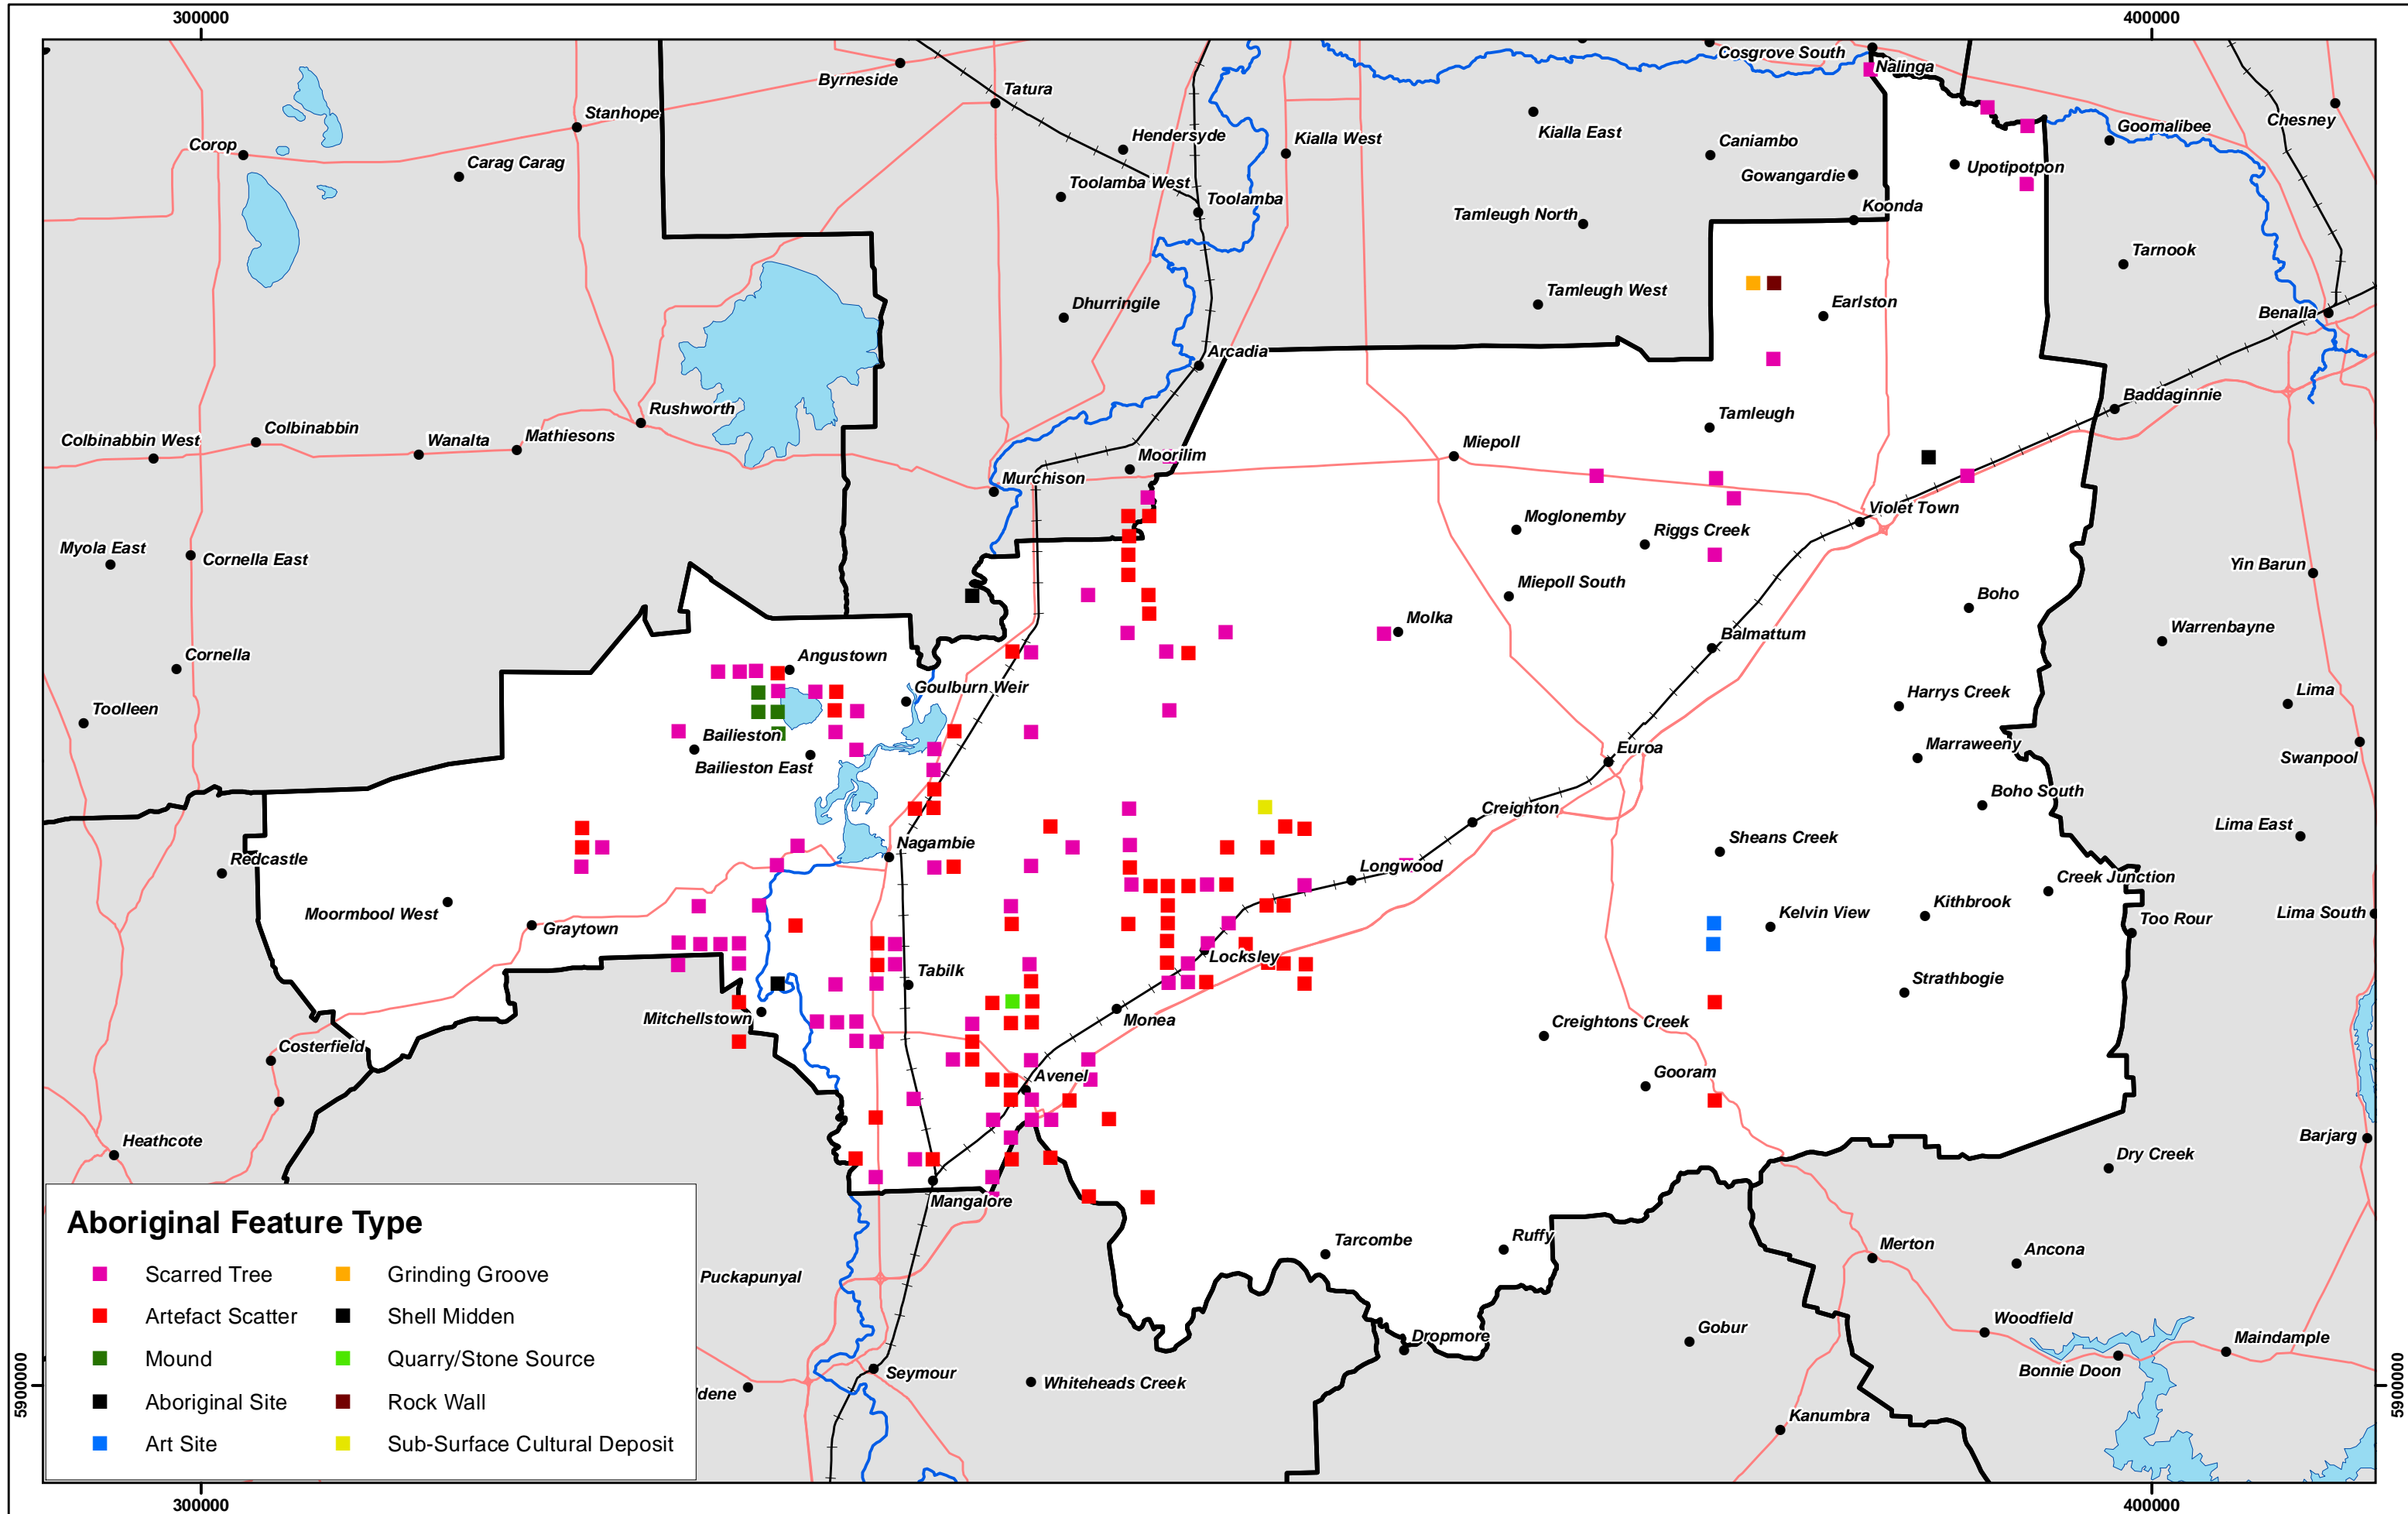 300000
400000
Cosgrove South
Nalinga
Byrneside
Tatura
Stanhope
Chesney
Goomalibee
Hendersyde
Kialla West
Kialla East
Caniambo
Corop
Carag Carag
Upotipotpon
Gowangardie
Toolamba West
Toolamba
Koonda
Tamleugh North
Tarnook
Tamleugh West
Earlston
Dhurringile
Benalla
Arcadia
Baddaginnie
Rushworth
Tamleugh
Colbinabbin West
Colbinabbin
Wanalta
Mathiesons
Miepoll
Moorilim
Murchison
Violet Town
Moglonemby
Riggs Creek
Myola East
Cornella East
Yin Barun
Miepoll South
Boho
Molka
Warrenbayne
Balmattum
Cornella
Angustown
Goulburn Weir
Harrys Creek
Lima
Toolleen
Bailieston
Marraweeny
Euroa
Swanpool
Bailieston East
Boho South
Creighton
Lima East
Sheans Creek
Nagambie
Redcastle
Longwood
Creek Junction
Kithbrook
Moormbool West
Kelvin View
Lima South
Too Rour
Graytown
Locksley
Tabilk
Strathbogie
Mitchellstown
Monea
Creightons Creek
Costerfield
Gooram
Avenel
Heathcote
Barjarg
Dry Creek
Mangalore
Tarcombe
Ruffy
Merton
Ancona
Puckapunyal
Woodfield
Gobur
Dropmore
Maindample
Bonnie Doon
Seymour
Whiteheads Creek
ldene
Kanumbra
Aboriginal Feature Type
Scarred Tree
Artefact Scatter
Mound
Aboriginal Site
Art Site
Grinding Groove
Shell Midden
Quarry/Stone Source
Rock Wall
Sub-Surface Cultural Deposit
5900000
5900000
300000
400000